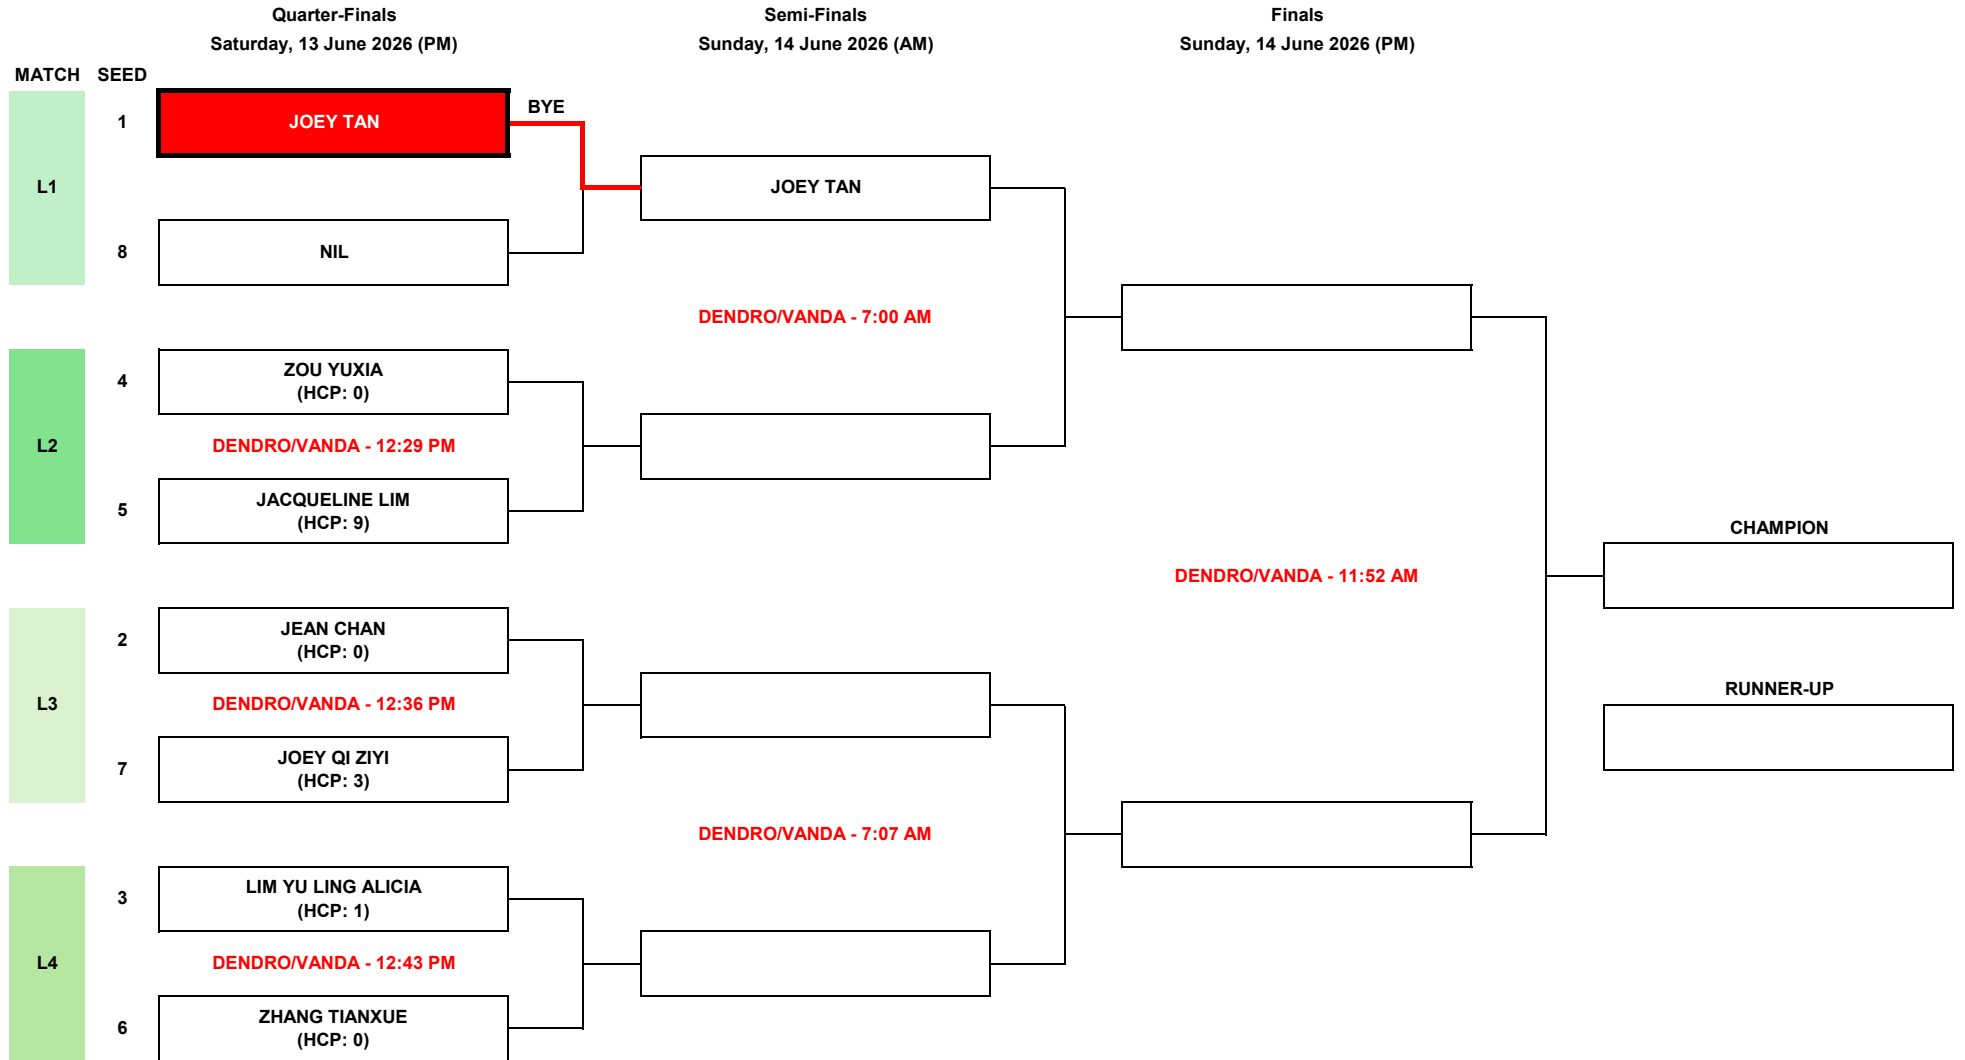 Quarter-Finals
Saturday, 13 June 2026 (PM)
Semi-Finals
Sunday, 14 June 2026 (AM)
Finals
Sunday, 14 June 2026 (PM)
MATCH SEED
L1
1
JOEY TAN
BYE
8
NIL
JOEY TAN
DENDRO/VANDA - 7:00 AM
L2
4
ZOU YUXIA
(HCP: 0)
DENDRO/VANDA - 12:29 PM
5
JACQUELINE LIM
(HCP: 9)
DENDRO/VANDA - 11:52 AM
CHAMPION
RUNNER-UP
L3
2
JEAN CHAN
(HCP: 0)
DENDRO/VANDA - 12:36 PM
7
JOEY QI ZIYI
(HCP: 3)
DENDRO/VANDA - 7:07 AM
L4
3
LIM YU LING ALICIA
(HCP: 1)
DENDRO/VANDA - 12:43 PM
6
ZHANG TIANXUE
(HCP: 0)